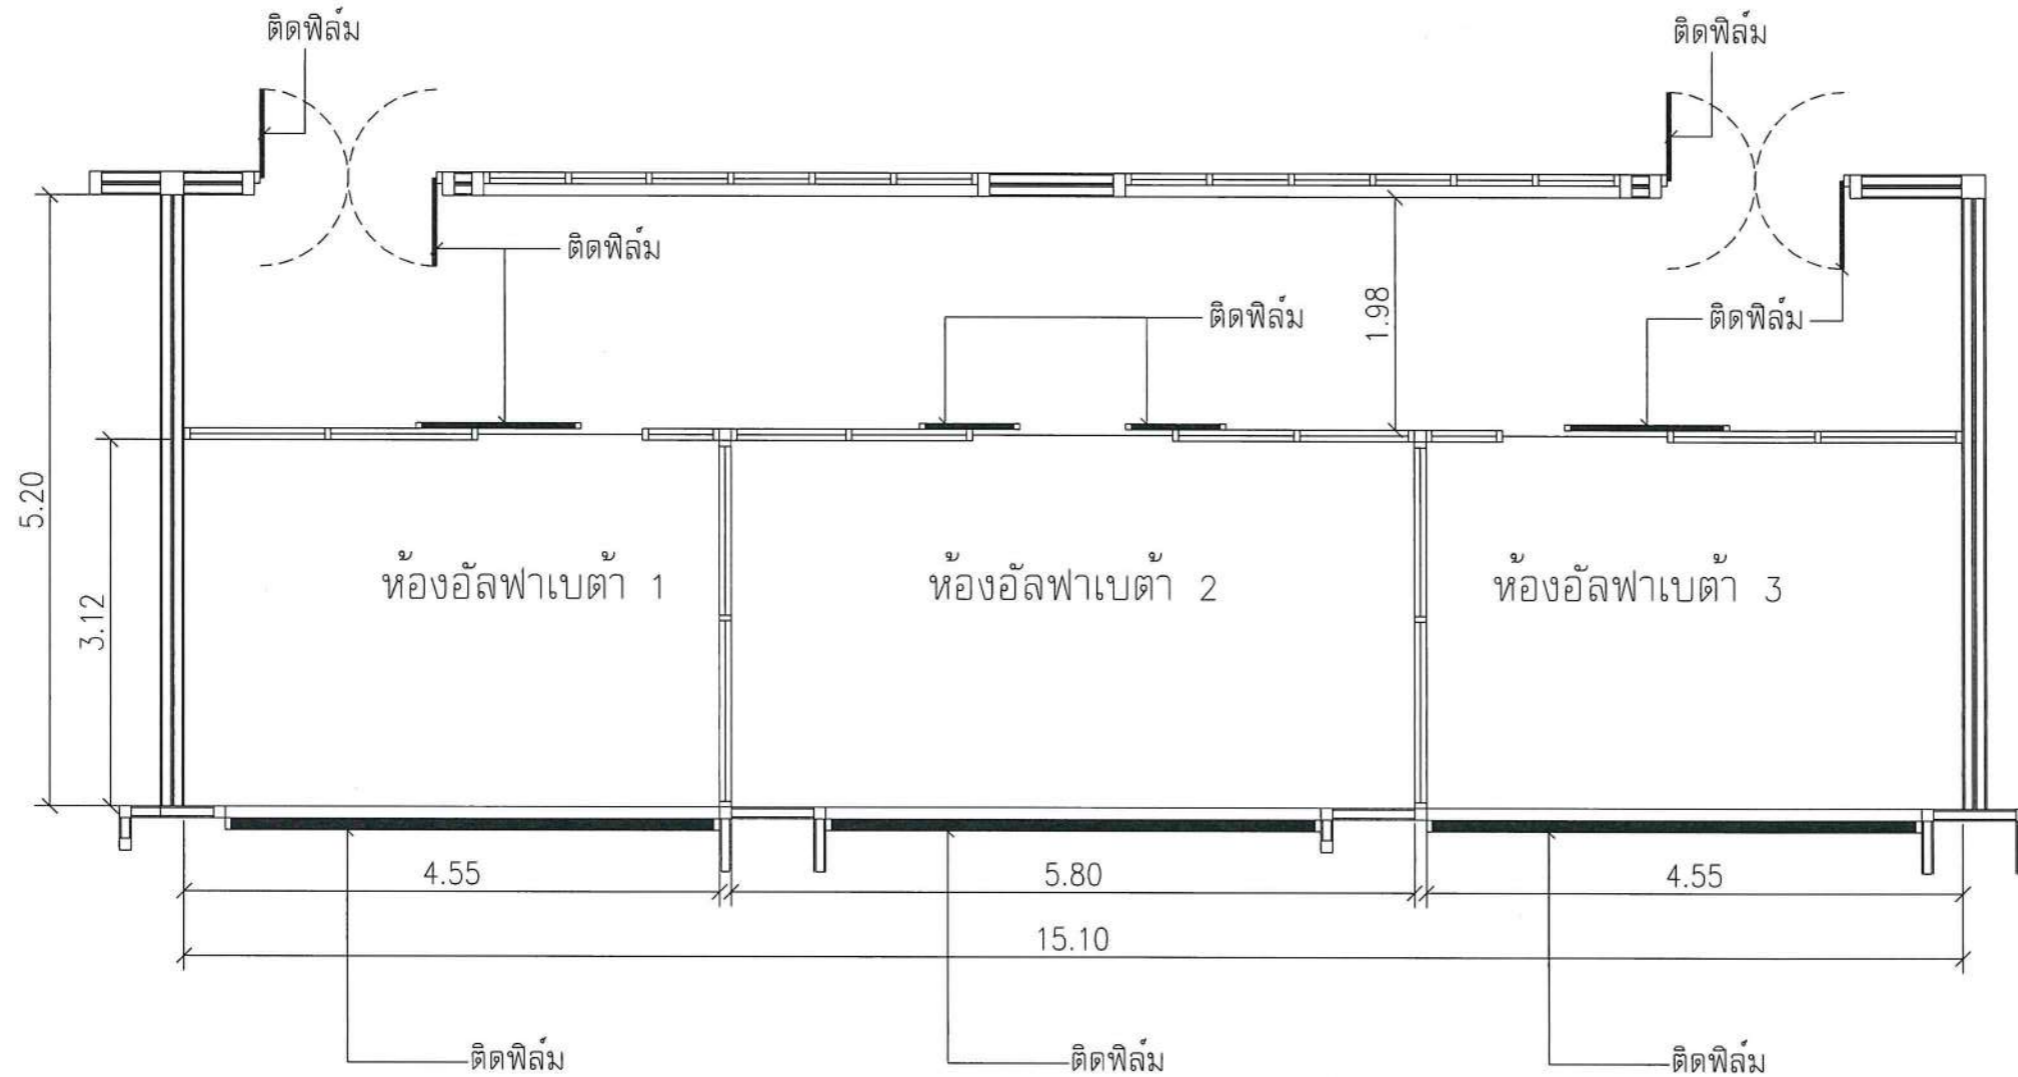 ติดฟิล์ม
ติดฟิล์ม
ติดฟิล์ม
ติดฟิล์ม
ติดฟิล์ม
1.98
5.20
3.12
ห้องอัลฟาเบต้า 1
ห้องอัลฟาเบต้า 2
ห้องอัลฟาเบต้า 3
4.55
5.80
4.55
15.10
ติดฟิล์ม
ติดฟิล์ม
ติดฟิล์ม